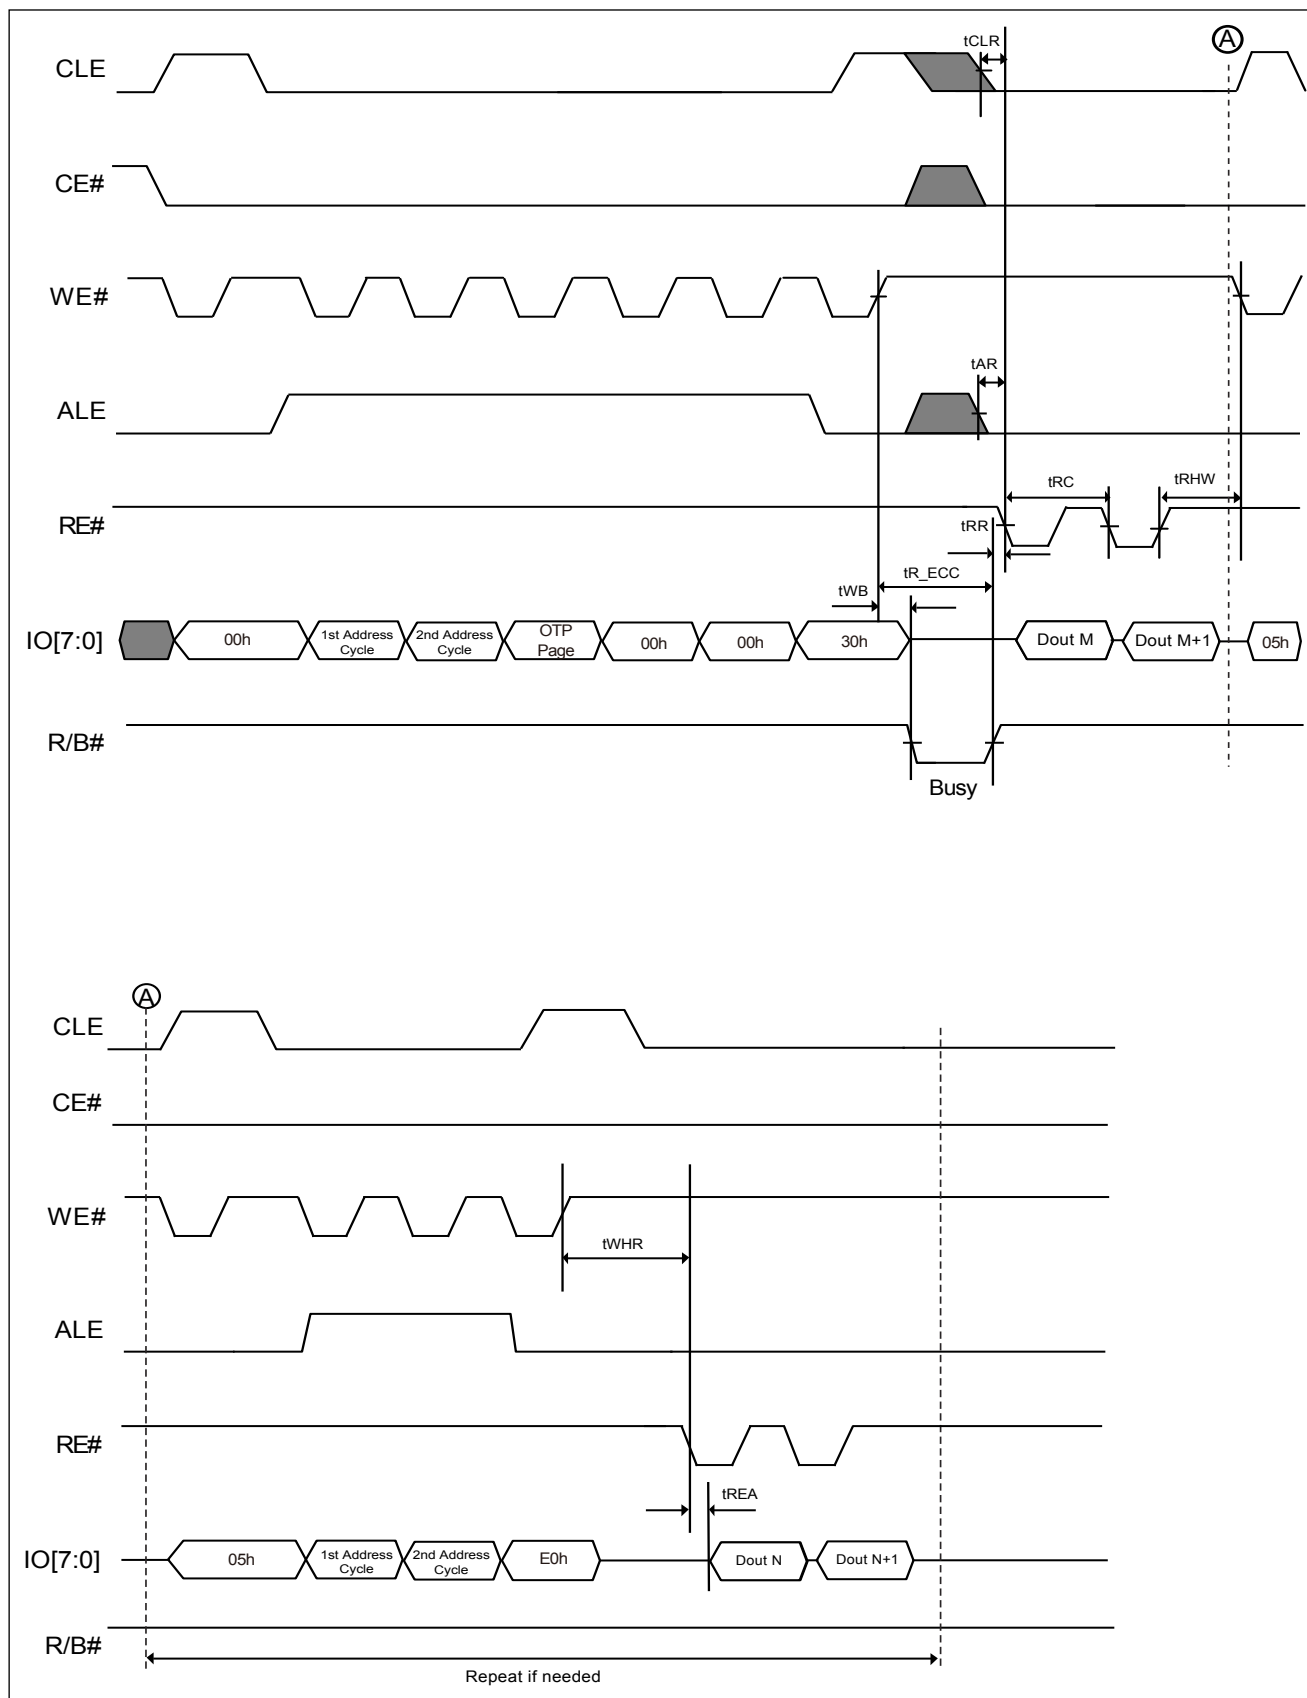 A
tCLR
CLE
CE#
WE#
tAR
ALE
tRC
tRHW
RE#
tRR
tR_ECC
tWB
IO[7:0]
00h
1st Address
Cycle
2nd Address
Cycle
OTP
Page
00h
00h
30h
Dout M
Dout M+1
05h
R/B#
Busy
A
CLE
CE#
WE#
tWHR
ALE
RE#
tREA
IO[7:0]
05h
1st Address
Cycle
2nd Address
Cycle
E0h
Dout N
Dout N+1
R/B#
Repeat if needed